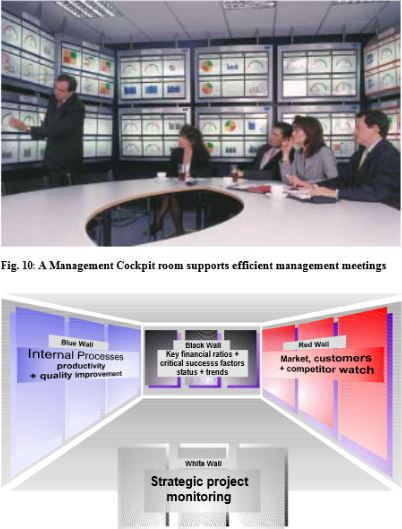 Fig. 10: A Management Cockpit room supports efficient management meetings
Blue Wall
Internal Processes
productivity
+ quality improvement
Black Wall
Key financial ratios +
critical successs factors
status + trends
Red Wall
Market, customers
+ competitor watch
White Wall
Strategic project
monitoring